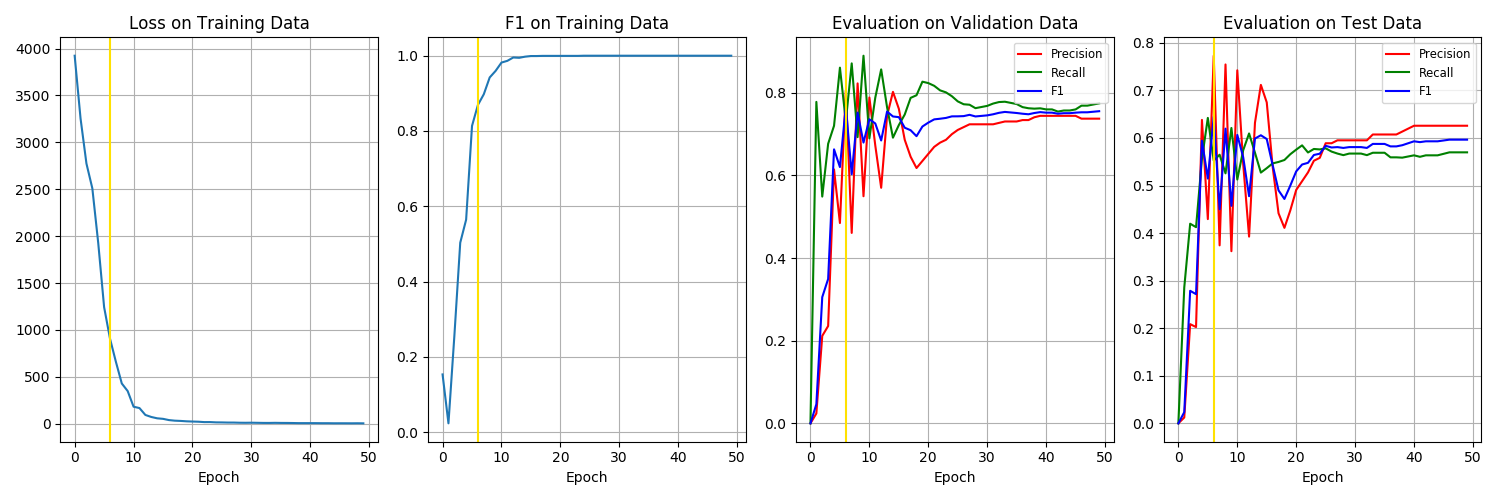 Loss on Training Data
4000
3500
3000
2500
2000
1500
1000
500
0
0 10 20 30 40 50
Epoch
F1 on Training Data
1.0
0.8
0.6
0.4
0.2
0.0
0 10 20 30 40 50
Epoch
Evaluation on Validation Data
Precision
Recall
F1
0.8
0.6
0.4
0.2
0.0
0 10 20 30 40 50
Epoch
Evaluation on Test Data
Precision
Recall
F1
0.8
0.7
0.6
0.5
0.4
0.3
0.2
0.1
0.0
0 10 20 30 40 50
Epoch